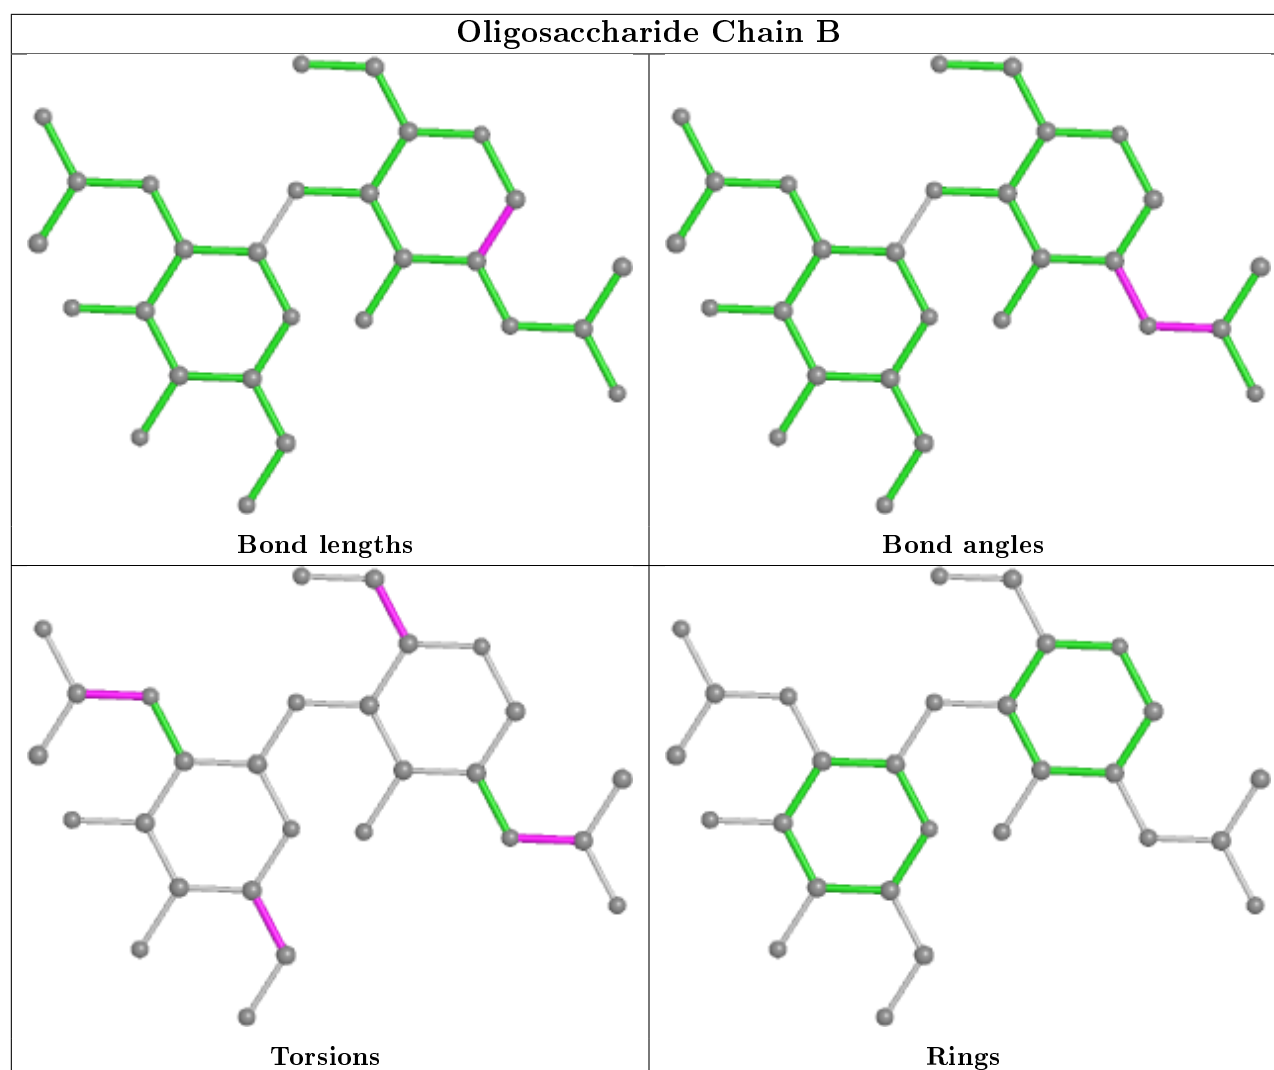 Oligosaccharide Chain B
Bond lengths
Bond angles
Torsions
Rings